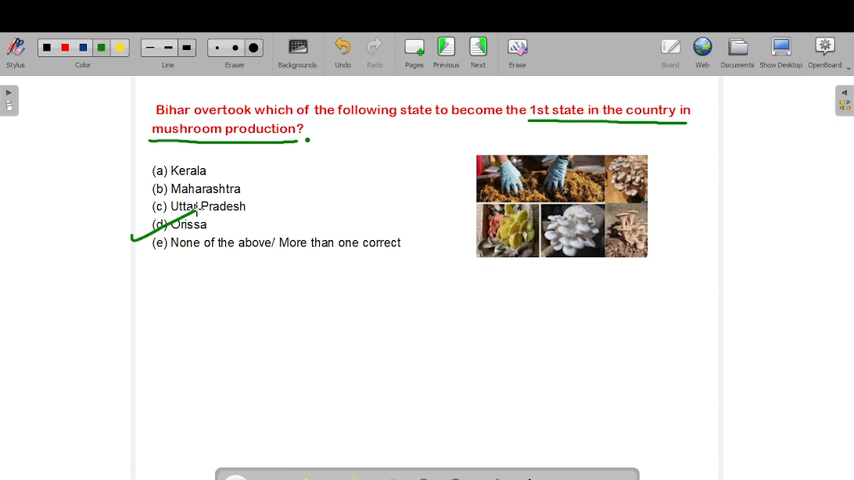 Stylus
Color
Line
Eraser
Backgrounds
Undo
Redo
Pages
Previous
Next
Erase
Board
Web
Documents
Show Desktop
OpenBoard
Bihar overtook which of the following state to become the 1st state in the country in
mushroom production?
(a) Kerala
(b) Maharashtra
(c) Uttar Pradesh
(d) Orissa
(e) None of the above/ More than one correct